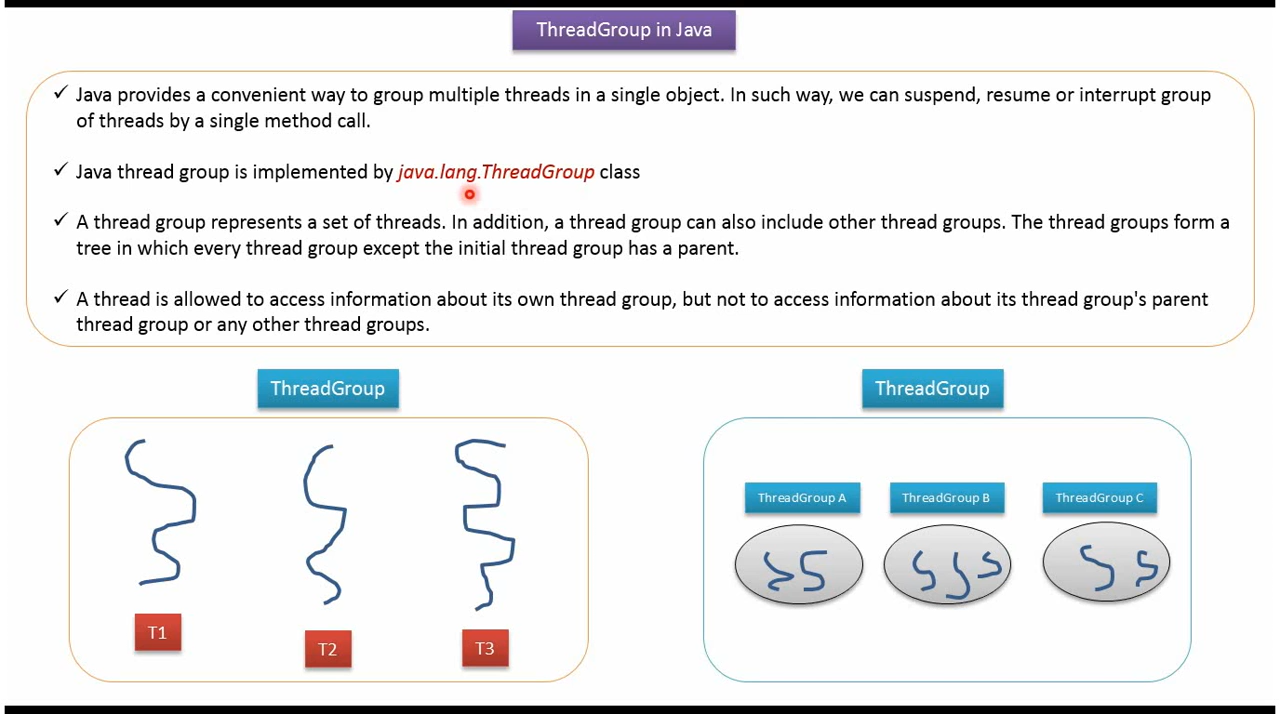 ThreadGroup in Java
✓ Java provides a convenient way to group multiple threads in a single object. In such way, we can suspend, resume or interrupt group
of threads by a single method call.
✓ Java thread group is implemented by java.lang.ThreadGroup class
✓ A thread group represents a set of threads. In addition, a thread group can also include other thread groups. The thread groups form a
tree in which every thread group except the initial thread group has a parent.
✓ A thread is allowed to access information about its own thread group, but not to access information about its thread group's parent
thread group or any other thread groups.
ThreadGroup
ThreadGroup
ThreadGroup A
ThreadGroup B
ThreadGroup C
T1
T2
T3